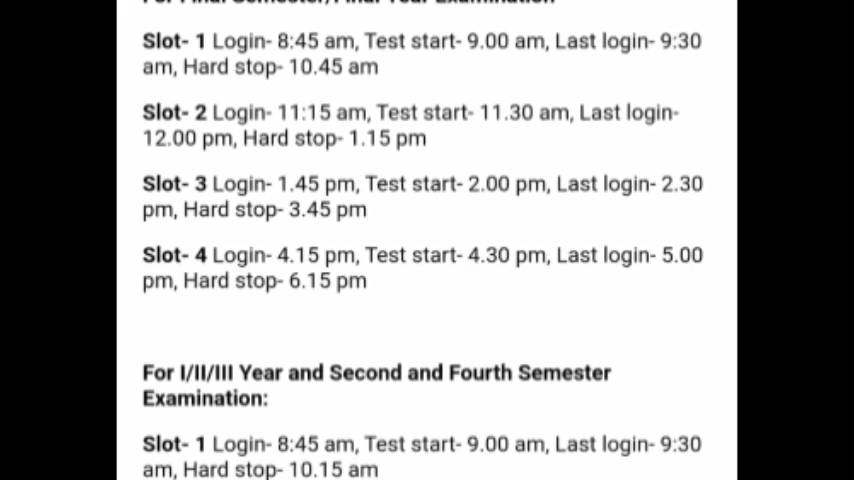 For Final Semester/Final Year Examination
Slot- 1 Login- 8:45 am, Test start- 9.00 am, Last login- 9:30
am, Hard stop- 10.45 am
Slot- 2 Login- 11:15 am, Test start- 11.30 am, Last login-
12.00 pm, Hard stop- 1.15 pm
Slot- 3 Login- 1.45 pm, Test start- 2.00 pm, Last login- 2.30
pm, Hard stop- 3.45 pm
Slot- 4 Login- 4.15 pm, Test start- 4.30 pm, Last login- 5.00
pm, Hard stop- 6.15 pm
For I/II/III Year and Second and Fourth Semester
Examination:
Slot- 1 Login- 8:45 am, Test start- 9.00 am, Last login- 9:30
am, Hard stop- 10.15 am